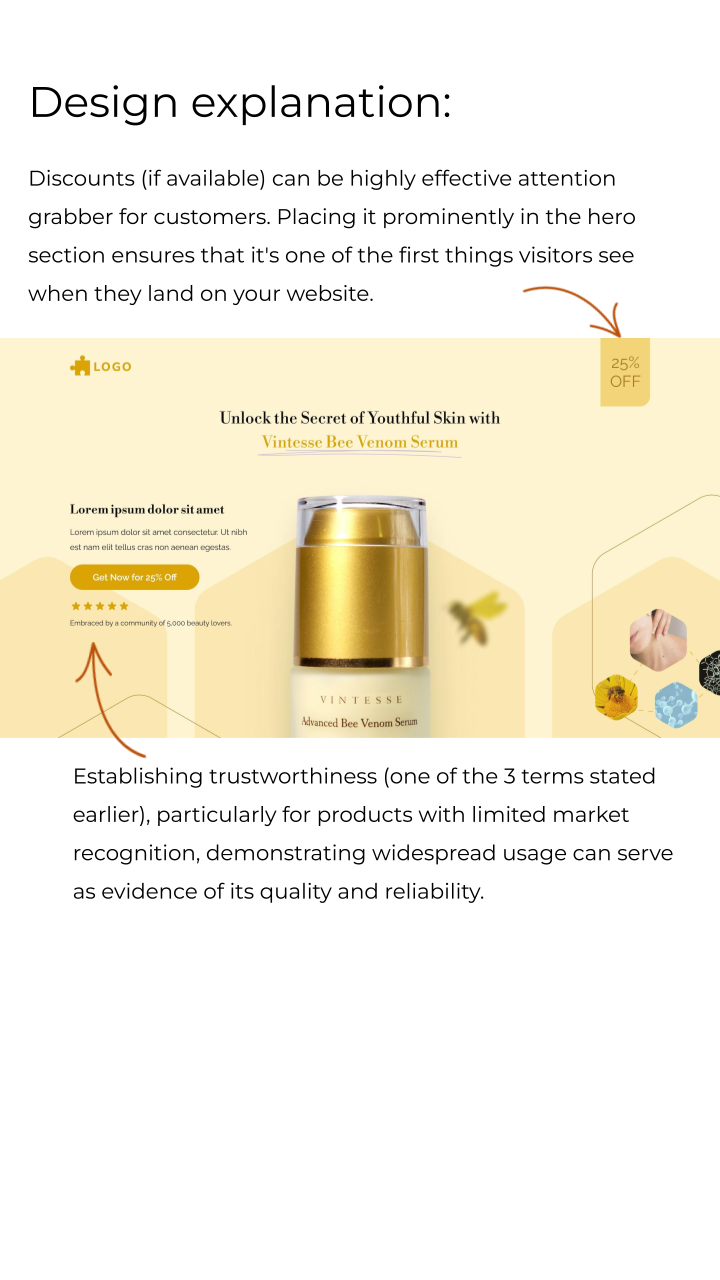 Design explanation:
Discounts (if available) can be highly effective attention
grabber for customers. Placing it prominently in the hero
section ensures that it's one of the first things visitors see
when they land on your website.
LOGO
25%
OFF
Unlock the Secret of Youthful Skin with
Vintesse Bee Venom Serum
Lorem ipsum dolor sit amet
Lorem ipsum dolor sit amet consectetur. Ut nibh
est nam elit tellus cras non aenean egestas.
Get Now for 25% Off
Embraced by a community of 5,000 beauty lovers.
VINTESSE
Advanced Bee Venom Serum
Establishing trustworthiness (one of the 3 terms stated
earlier), particularly for products with limited market
recognition, demonstrating widespread usage can serve
as evidence of its quality and reliability.